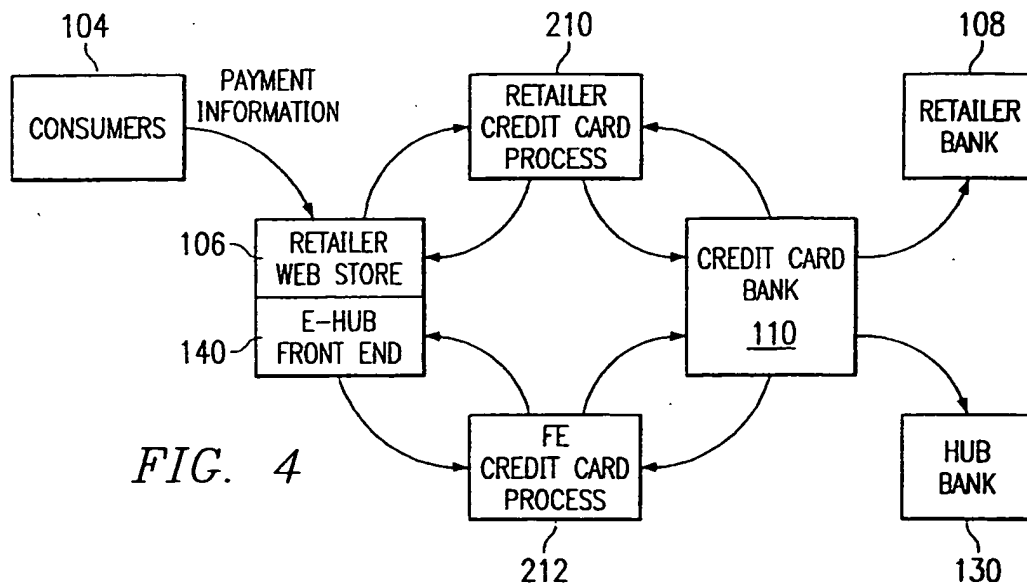 104
CONSUMERS
PAYMENT
INFORMATION
210
RETAILER
CREDIT CARD
PROCESS
108
RETAILER
BANK
106
RETAILER
WEB STORE
140
E-HUB
FRONT END
CREDIT CARD
BANK
110
FE
CREDIT CARD
PROCESS
212
HUB
BANK
130
FIG. 4